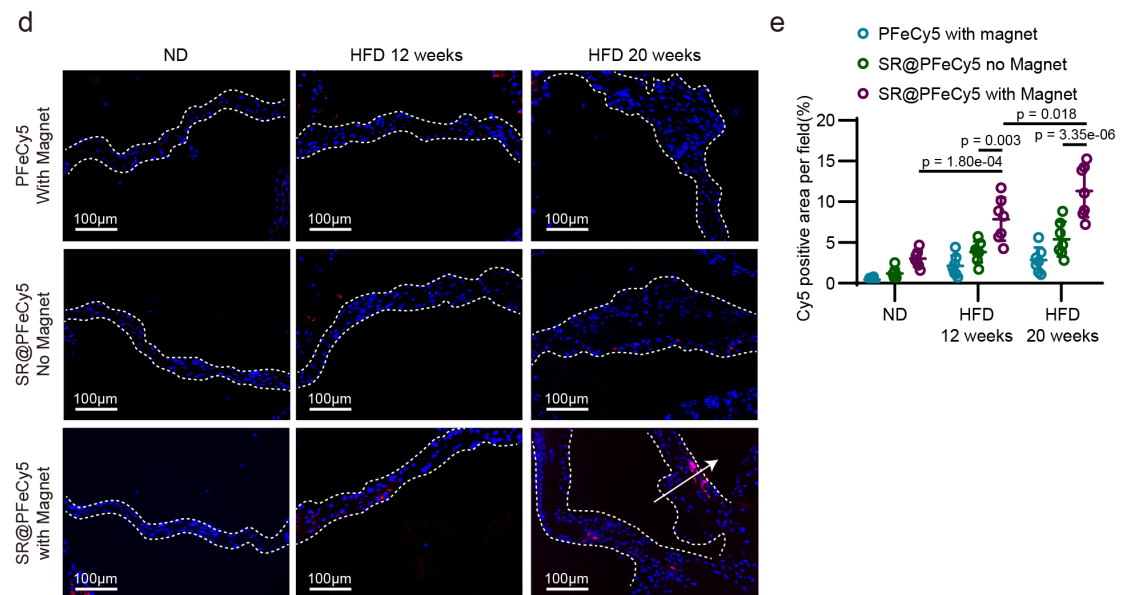 d
ND
HFD 12 weeks
HFD 20 weeks
PFeCy5
With Magnet
100μm
100μm
100μm
SR@PFeCy5
No Magnet
100μm
100μm
100μm
SR@PFeCy5
with Magnet
100μm
100μm
100μm
e
PFeCy5 with magnet
SR@PFeCy5 no Magnet
SR@PFeCy5 with Magnet
Cy5 positive area per field(%)
20
15
10
5
0
p = 0.018
p = 0.003
p = 3.35e-06
p = 1.80e-04
ND
HFD
12 weeks
HFD
20 weeks